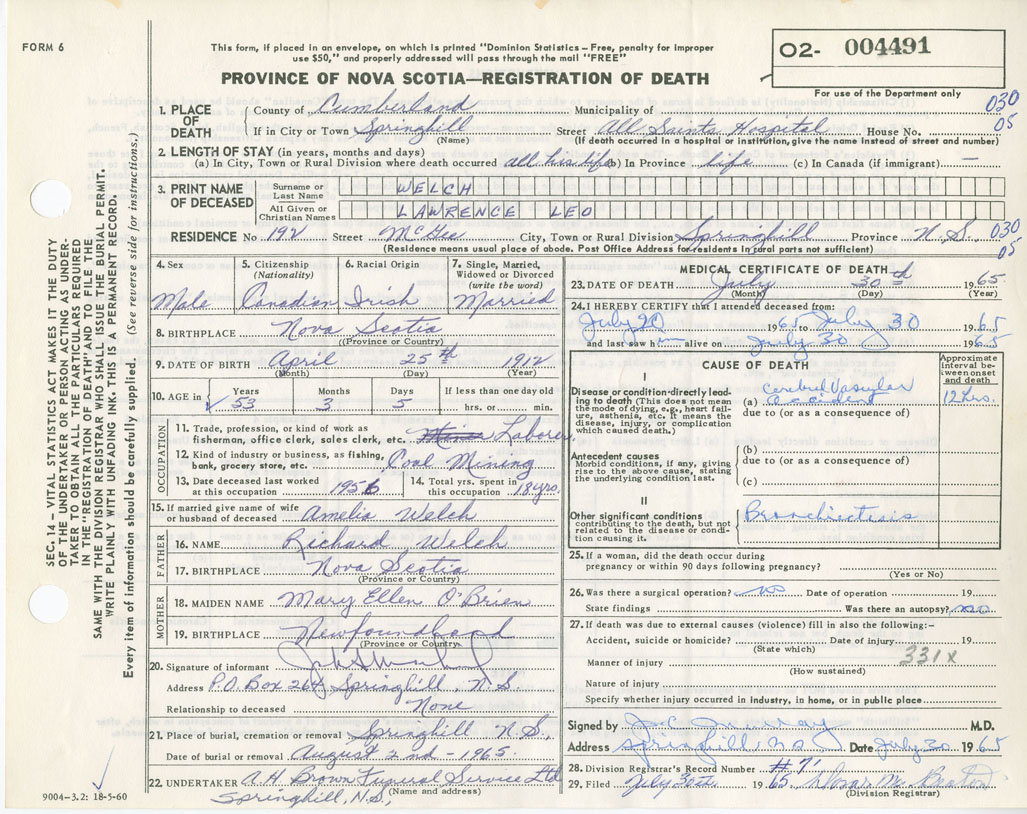 FORM 6
This form, if placed in an envelope, on which is printed "Dominion Statistics – Free, penalty for improper
use $50," and properly addressed will pass through the mail "FREE"
PROVINCE OF NOVA SCOTIA—REGISTRATION OF DEATH
02- 004491
For use of the Department only
1. PLACE OF DEATH
County of Cumberland Municipality of 030
If in City or Town Springhill Street All Saints Hospital House No. 05
(Name) (If death occurred in a hospital or institution, give the name instead of street and number)
2. LENGTH OF STAY (in years, months and days)
(a) In City, Town or Rural Division where death occurred all his life (b) In Province life (c) In Canada (if immigrant) —
3. PRINT NAME OF DECEASED
Surname or Last Name WELCH
All Given or Christian Names LAWRENCE LEO
RESIDENCE No. 192 Street McGee City, Town or Rural Division Springhill Province N.S., 030
(Residence means usual place of abode. Post Office Address for residents in rural parts not sufficient) 05
4. Sex
Male
5. Citizenship
(Nationality)
Canadian
6. Racial Origin
Irish
7. Single, Married,
Widowed or Divorced
(write the word)
Married
8. BIRTHPLACE Nova Scotia
(Province or Country)
9. DATE OF BIRTH April 25th 1912
(Month) (Day) (Year)
10. AGE in Years Months Days If less than one day old
53 3 5 hrs. or min.
OCCUPATION
11. Trade, profession, or kind of work as
fisherman, office clerk, sales clerk, etc. Laborer,
12. Kind of industry or business, as fishing,
bank, grocery store, etc. Coal Mining
13. Date deceased last worked
at this occupation 1956
14. Total yrs. spent in
this occupation 18 yrs.
15. If married give name of wife
or husband of deceased Amelia Welch
FATHER
16. NAME Richard Welch
17. BIRTHPLACE Nova Scotia
(Province or Country)
MOTHER
18. MAIDEN NAME Mary Ellen O'Brien
19. BIRTHPLACE Newfoundland
(Province or Country)
20. Signature of informant
Address P.O. Box 264 Springhill, N.S.
Relationship to deceased None
21. Place of burial, cremation or removal Springhill N.S.,
Date of burial or removal August 2nd - 1965.
22. UNDERTAKER A.H. Brown Funeral Service Ltd
(Name and address)
Springhill, N.S.,
MEDICAL CERTIFICATE OF DEATH
23. DATE OF DEATH July 30th 1965
(Month) (Day) (Year)
24. I HEREBY CERTIFY that I attended deceased from:
July 20 1965 to July 30 1965
and last saw him alive on July 30 1965
CAUSE OF DEATH
Approximate
interval be-
tween onset
and death
I
Disease or condition directly lead-
ing to death (This does not mean
the mode of dying, e.g., heart fail-
ure, asthenia, etc. It means the
disease, injury, or complication
which caused death.)
Cerebral Vascular
(a) Accident 12 hrs.
due to (or as a consequence of)
Antecedent causes
Morbid conditions, if any, giving
rise to the above cause, stating
the underlying condition last.
(b)
due to (or as a consequence of)
(c)
II
Other significant conditions
contributing to the death, but not
related to the disease or condi-
tion causing it.
Bronchiectasis
25. If a woman, did the death occur during
pregnancy or within 90 days following pregnancy?
(Yes or No)
26. Was there a surgical operation? no Date of operation 19
State findings Was there an autopsy? no
27. If death was due to external causes (violence) fill in also the following:–
Accident, suicide or homicide? Date of injury 19
(State which) 331x
Manner of injury
(How sustained)
Nature of injury
Specify whether injury occurred in industry, in home, or in public place
Signed by J.C. Murray M.D.
Address Springhill, N.S. Date July 30 1965
28. Division Registrar's Record Number #71
29. Filed July 30th 1965
(Division Registrar)
SEC. 14 – VITAL STATISTICS ACT MAKES IT THE DUTY
OF THE UNDERTAKER OR PERSON ACTING AS UNDER-
TAKER TO OBTAIN ALL THE PARTICULARS REQUIRED
IN THE "REGISTRATION OF DEATH" AND TO FILE THE
SAME WITH THE DIVISION REGISTRAR WHO SHALL ISSUE THE BURIAL PERMIT.
WRITE PLAINLY WITH UNFADING INK. THIS IS A PERMANENT RECORD.
Every item of information should be carefully supplied. (See reverse side for instructions.)
9004-3.2: 18-5-60